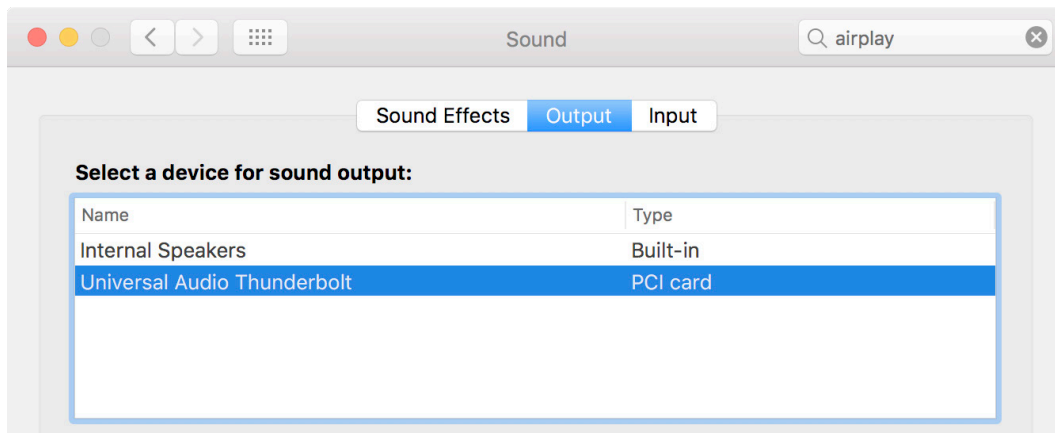 Sound
airplay
Sound Effects Output Input
Select a device for sound output:
Name Type
Internal Speakers Built-in
Universal Audio Thunderbolt PCI card